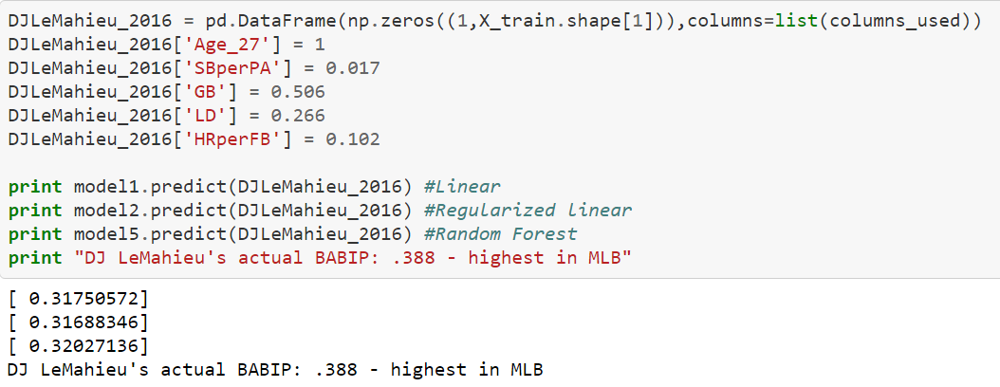 DJLeMahieu_2016 = pd.DataFrame(np.zeros((1,X_train.shape[1])),columns=list(columns_used))
DJLeMahieu_2016['Age_27'] = 1
DJLeMahieu_2016['SBperPA'] = 0.017
DJLeMahieu_2016['GB'] = 0.506
DJLeMahieu_2016['LD'] = 0.266
DJLeMahieu_2016['HRperFB'] = 0.102
print model1.predict(DJLeMahieu_2016) #Linear
print model2.predict(DJLeMahieu_2016) #Regularized linear
print model5.predict(DJLeMahieu_2016) #Random Forest
print "DJ LeMahieu's actual BABIP: .388 - highest in MLB"
[ 0.31750572]
[ 0.31688346]
[ 0.32027136]
DJ LeMahieu's actual BABIP: .388 - highest in MLB